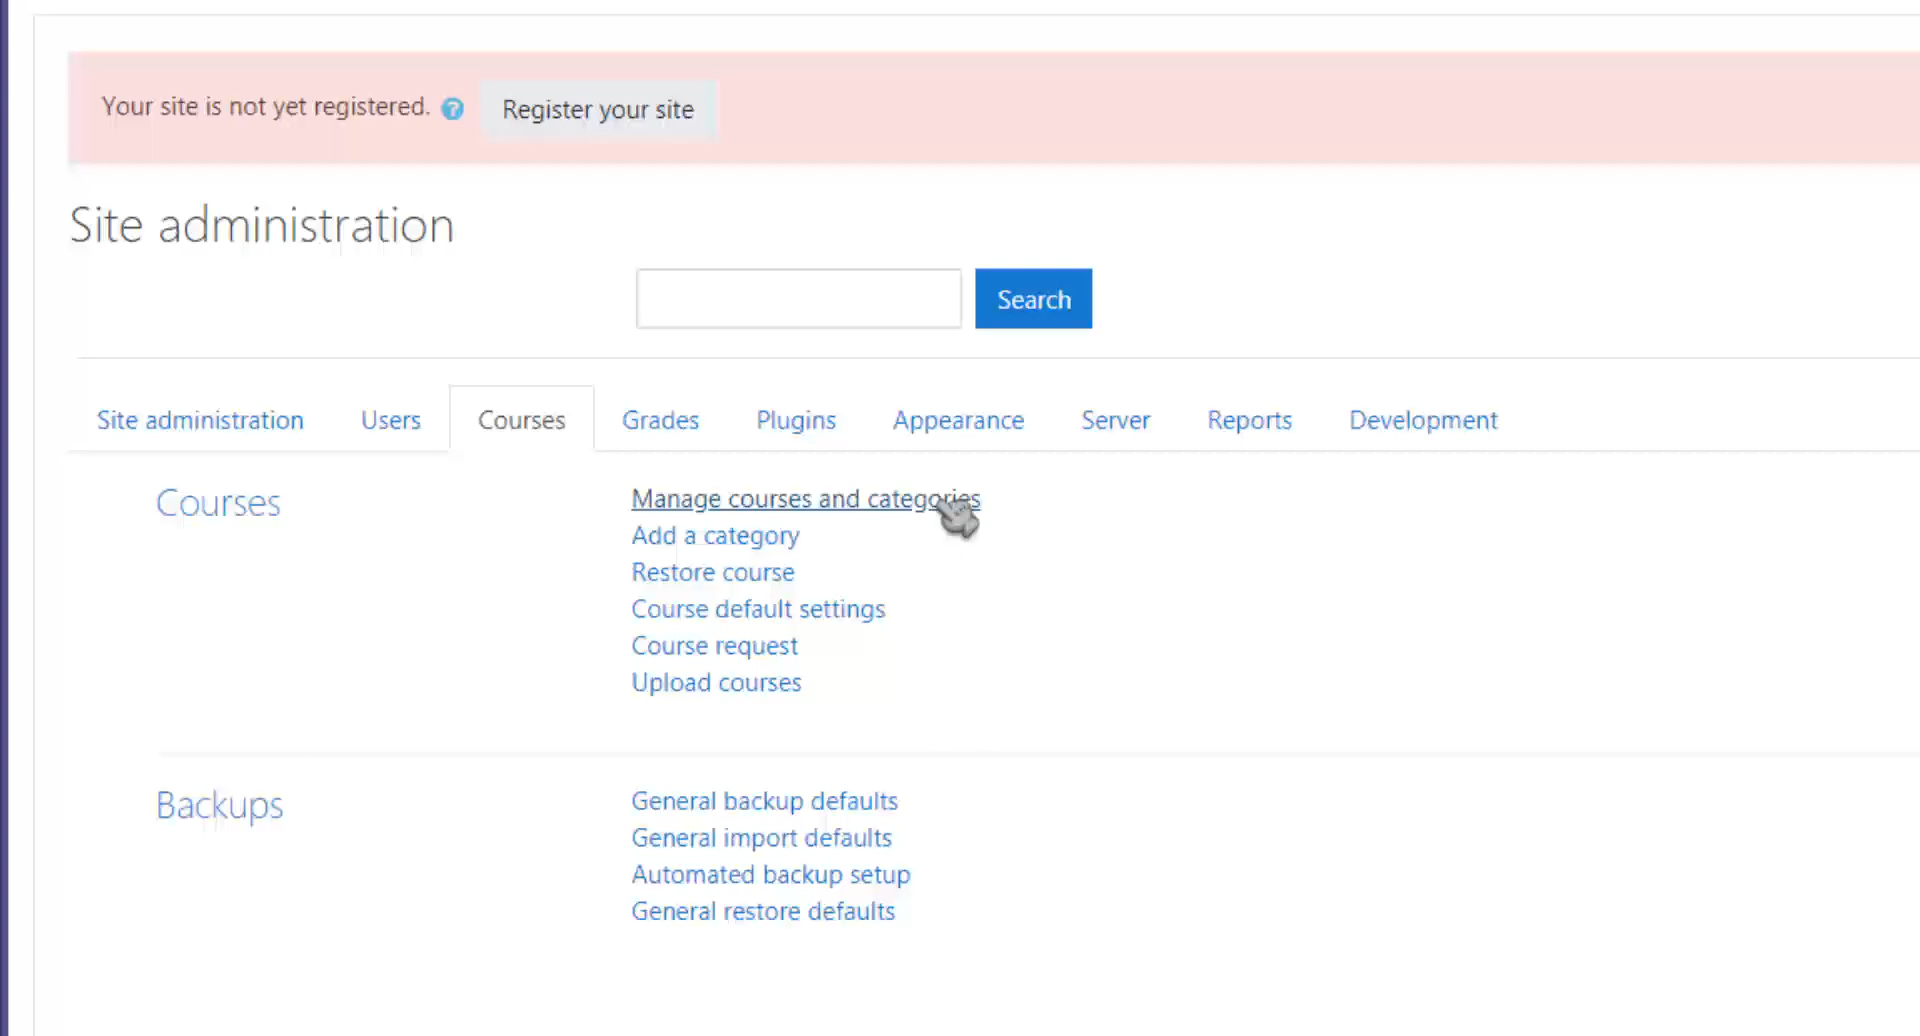 Your site is not yet registered. ? Register your site
Site administration
Search
Site administration Users Courses Grades Plugins Appearance Server Reports Development
Courses
Manage courses and categories
Add a category
Restore course
Course default settings
Course request
Upload courses
Backups
General backup defaults
General import defaults
Automated backup setup
General restore defaults